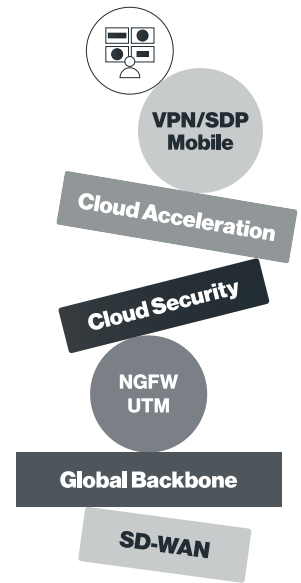 VPN/SDP
Mobile
Cloud Acceleration
Cloud Security
NGFW
UTM
Global Backbone
SD-WAN